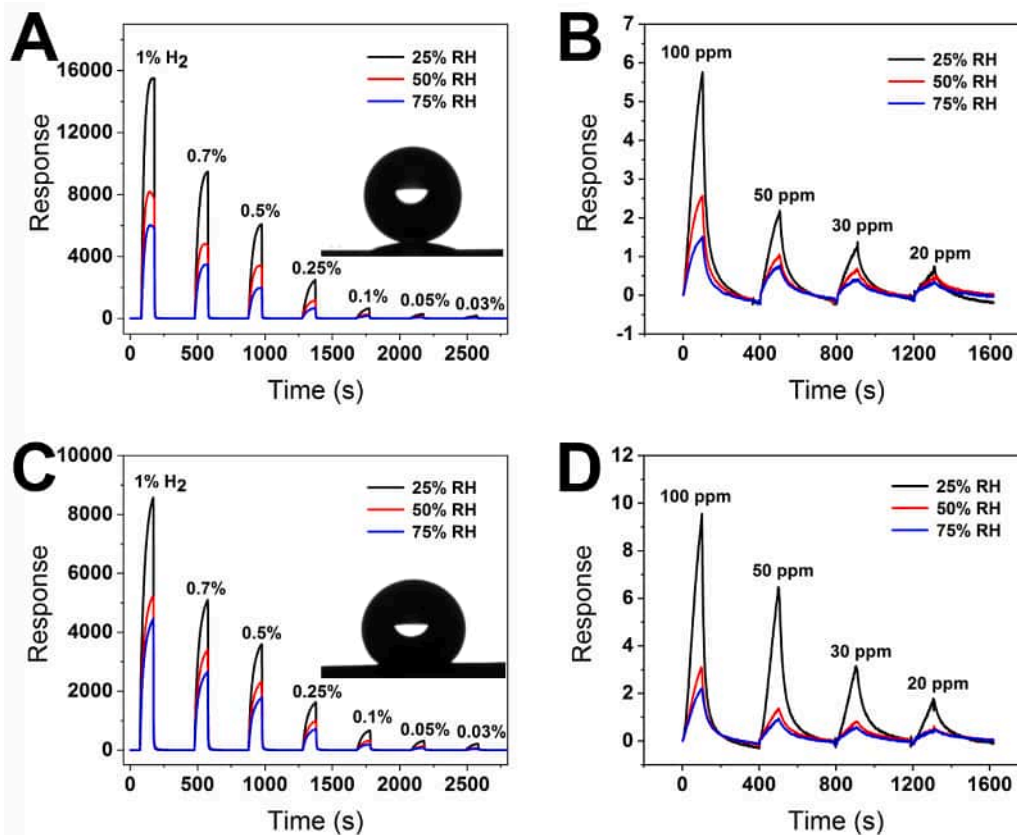 A
1% H2
25% RH
50% RH
75% RH
0.7%
0.5%
0.25%
0.1%
0.05%
0.03%
16000
12000
8000
4000
0
Response
0 500 1000 1500 2000 2500
Time (s)
B
100 ppm
25% RH
50% RH
75% RH
50 ppm
30 ppm
20 ppm
7
6
5
4
3
2
1
0
-1
Response
0 400 800 1200 1600
Time (s)
C
1% H2
25% RH
50% RH
75% RH
0.7%
0.5%
0.25%
0.1%
0.05%
0.03%
10000
8000
6000
4000
2000
0
Response
0 500 1000 1500 2000 2500
Time (s)
D
100 ppm
25% RH
50% RH
75% RH
50 ppm
30 ppm
20 ppm
12
10
8
6
4
2
0
Response
0 400 800 1200 1600
Time (s)